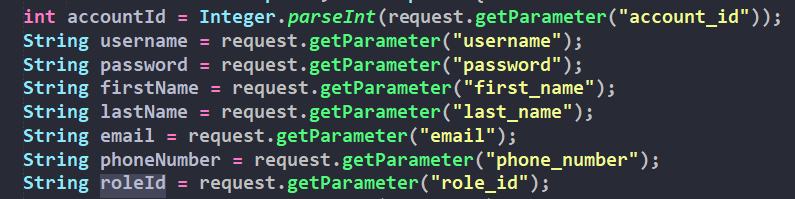 int accountId = Integer.parseInt(request.getParameter("account_id"));
String username = request.getParameter("username");
String password = request.getParameter("password");
String firstName = request.getParameter("first_name");
String lastName = request.getParameter("last_name");
String email = request.getParameter("email");
String phoneNumber = request.getParameter("phone_number");
String roleId = request.getParameter("role_id");